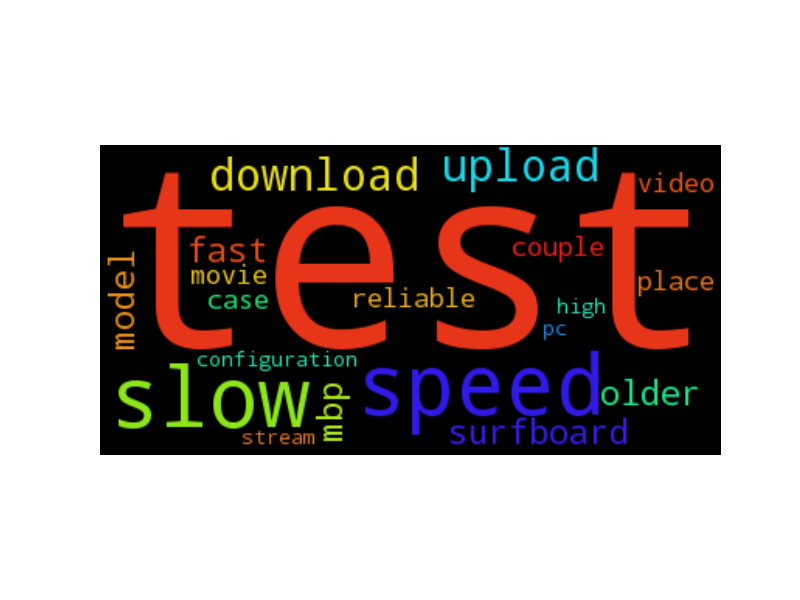 download
upload
test
video
fast
couple
movie
model
case
reliable
place
high
pc
configuration
slow
speed
mbp
older
stream
surfboard